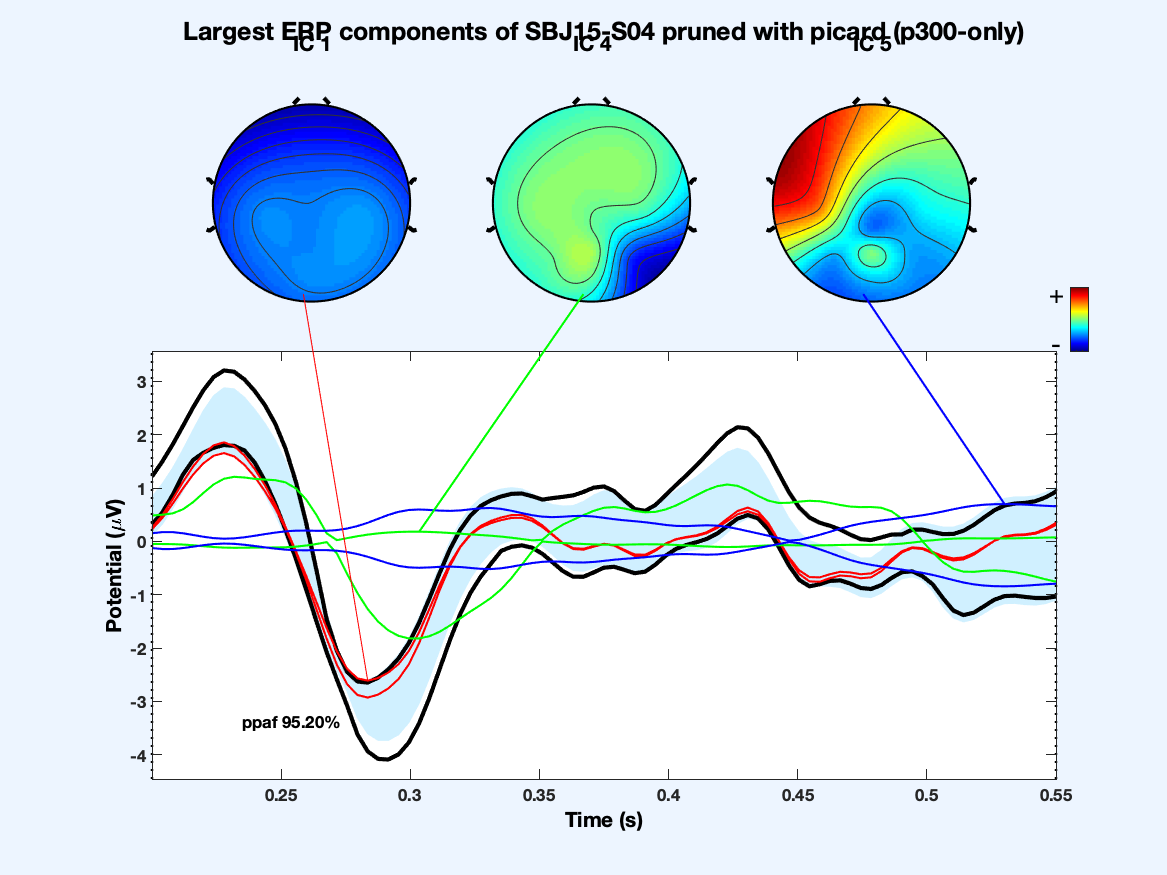 Largest ERP components of SBJ15-S04 pruned with picard (p300-only)
IC 1
IC 4
IC 5
+
-
3
2
1
0
-1
-2
-3
-4
Potential (μV)
ppaf 95.20%
0.25
0.3
0.35
0.4
0.45
0.5
0.55
Time (s)